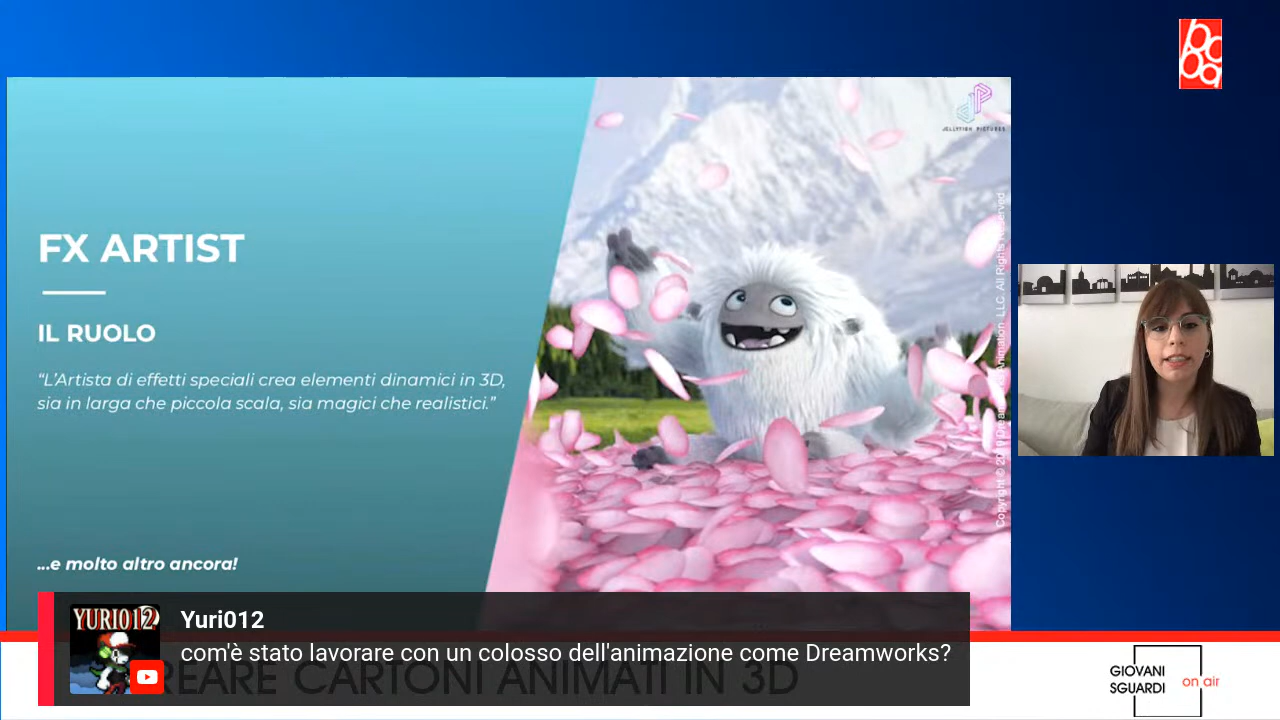 JELLYFISH PICTURES
FX ARTIST
IL RUOLO
“L’Artista di effetti speciali crea elementi dinamici in 3D,
sia in larga che piccola scala, sia magici che realistici.”
...e molto altro ancora!
YURI012
Yuri012
com'è stato lavorare con un colosso dell'animazione come Dreamworks?
REARE CARTONI ANIMATI IN 3D
GIOVANI
SGUARDI on air